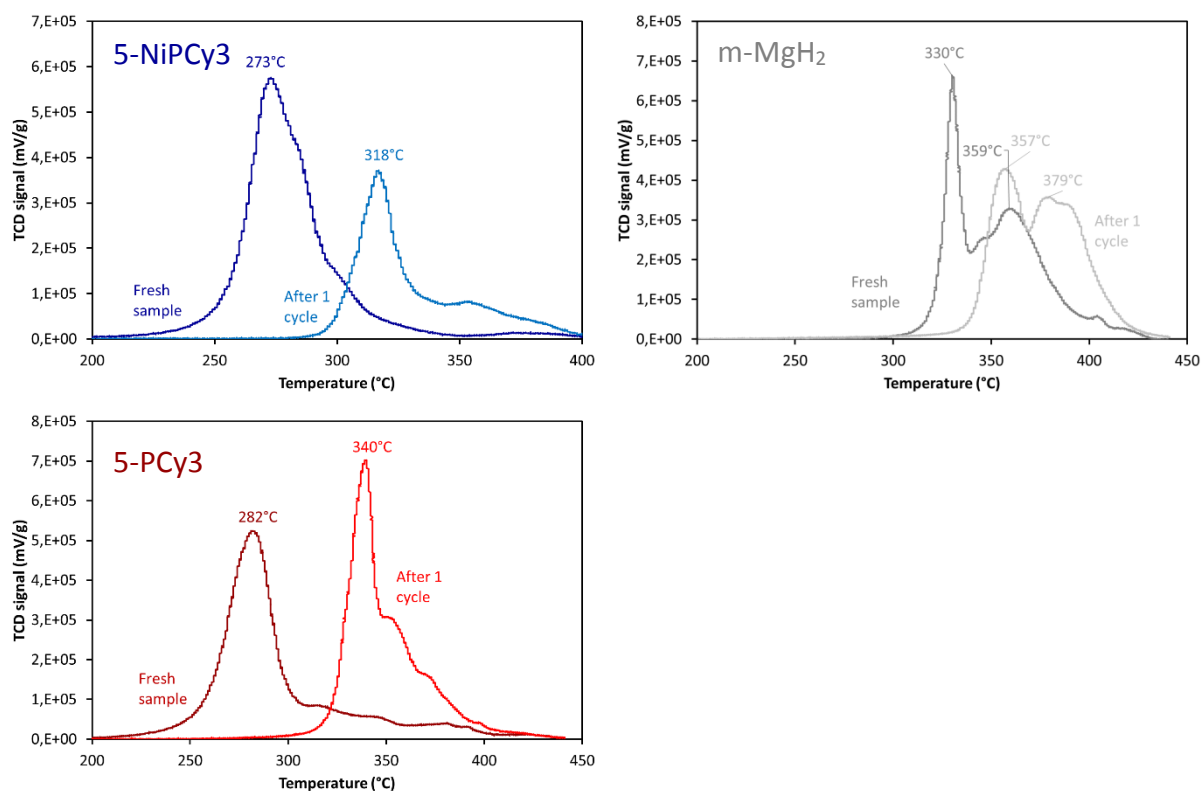 7,E+05
6,E+05
5,E+05
4,E+05
3,E+05
2,E+05
1,E+05
0,E+00
TCD signal (mV/g)
5-NiPCy3
273°C
318°C
Fresh
sample
After 1
cycle
200
250
300
350
400
Temperature (°C)
8,E+05
7,E+05
6,E+05
5,E+05
4,E+05
3,E+05
2,E+05
1,E+05
0,E+00
TCD signal (mV/g)
m-MgH₂
330°C
357°C
359°C
379°C
After 1
cycle
Fresh
sample
200
250
300
350
400
450
Temperature (°C)
8,E+05
7,E+05
6,E+05
5,E+05
4,E+05
3,E+05
2,E+05
1,E+05
0,E+00
TCD signal (mV/g)
5-PCy3
340°C
282°C
After 1
cycle
Fresh
sample
200
250
300
350
400
450
Temperature (°C)